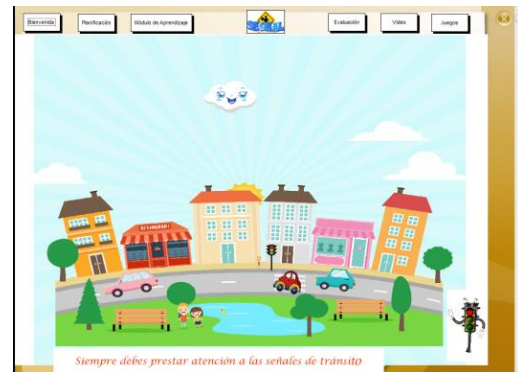 Bienvenida
Planificación
Módulo de Aprendizaje
Evaluación
Video
Juegos
RESTAURANT
Siempre debes prestar atención a las señales de tránsito